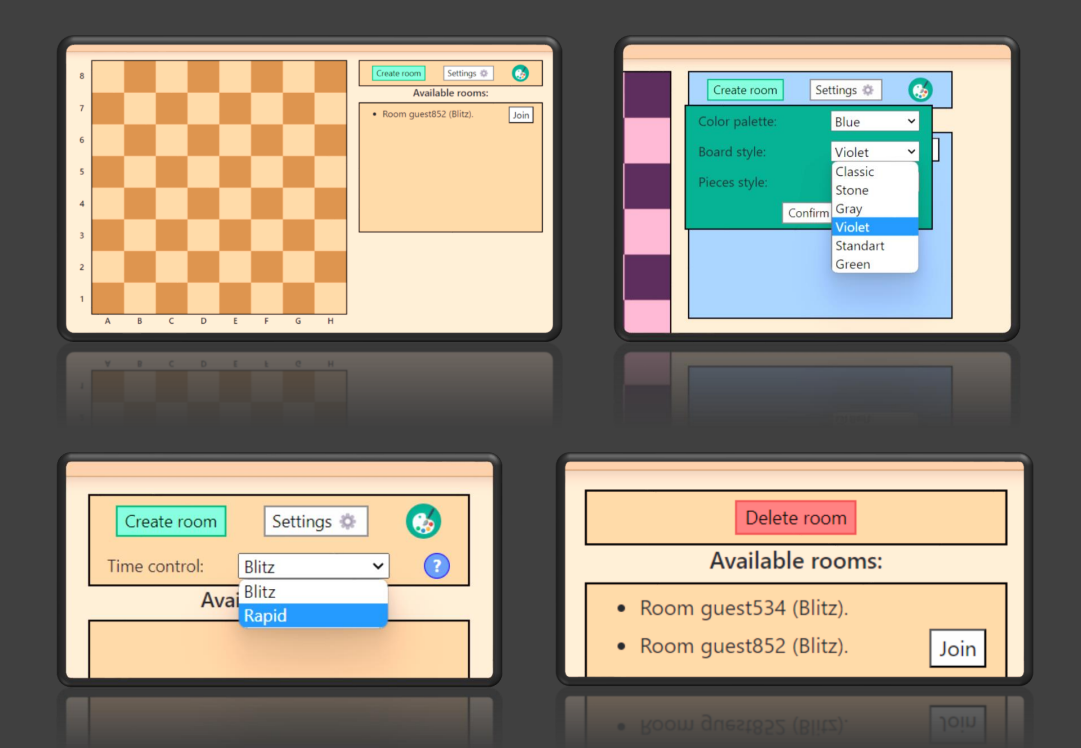 8
7
6
5
4
3
2
1
A B C D E F G H
Create room Settings
Available rooms:
Room guest852 (Blitz). Join
Create room Settings
Color palette: Blue
Board style: Violet
Classic
Pieces style:
Stone
Confirm Gray
Violet
Standart
Green
Create room Settings
Time control: Blitz ?
Blitz
Avai
Rapid
Delete room
Available rooms:
Room guest534 (Blitz).
Room guest852 (Blitz). Join